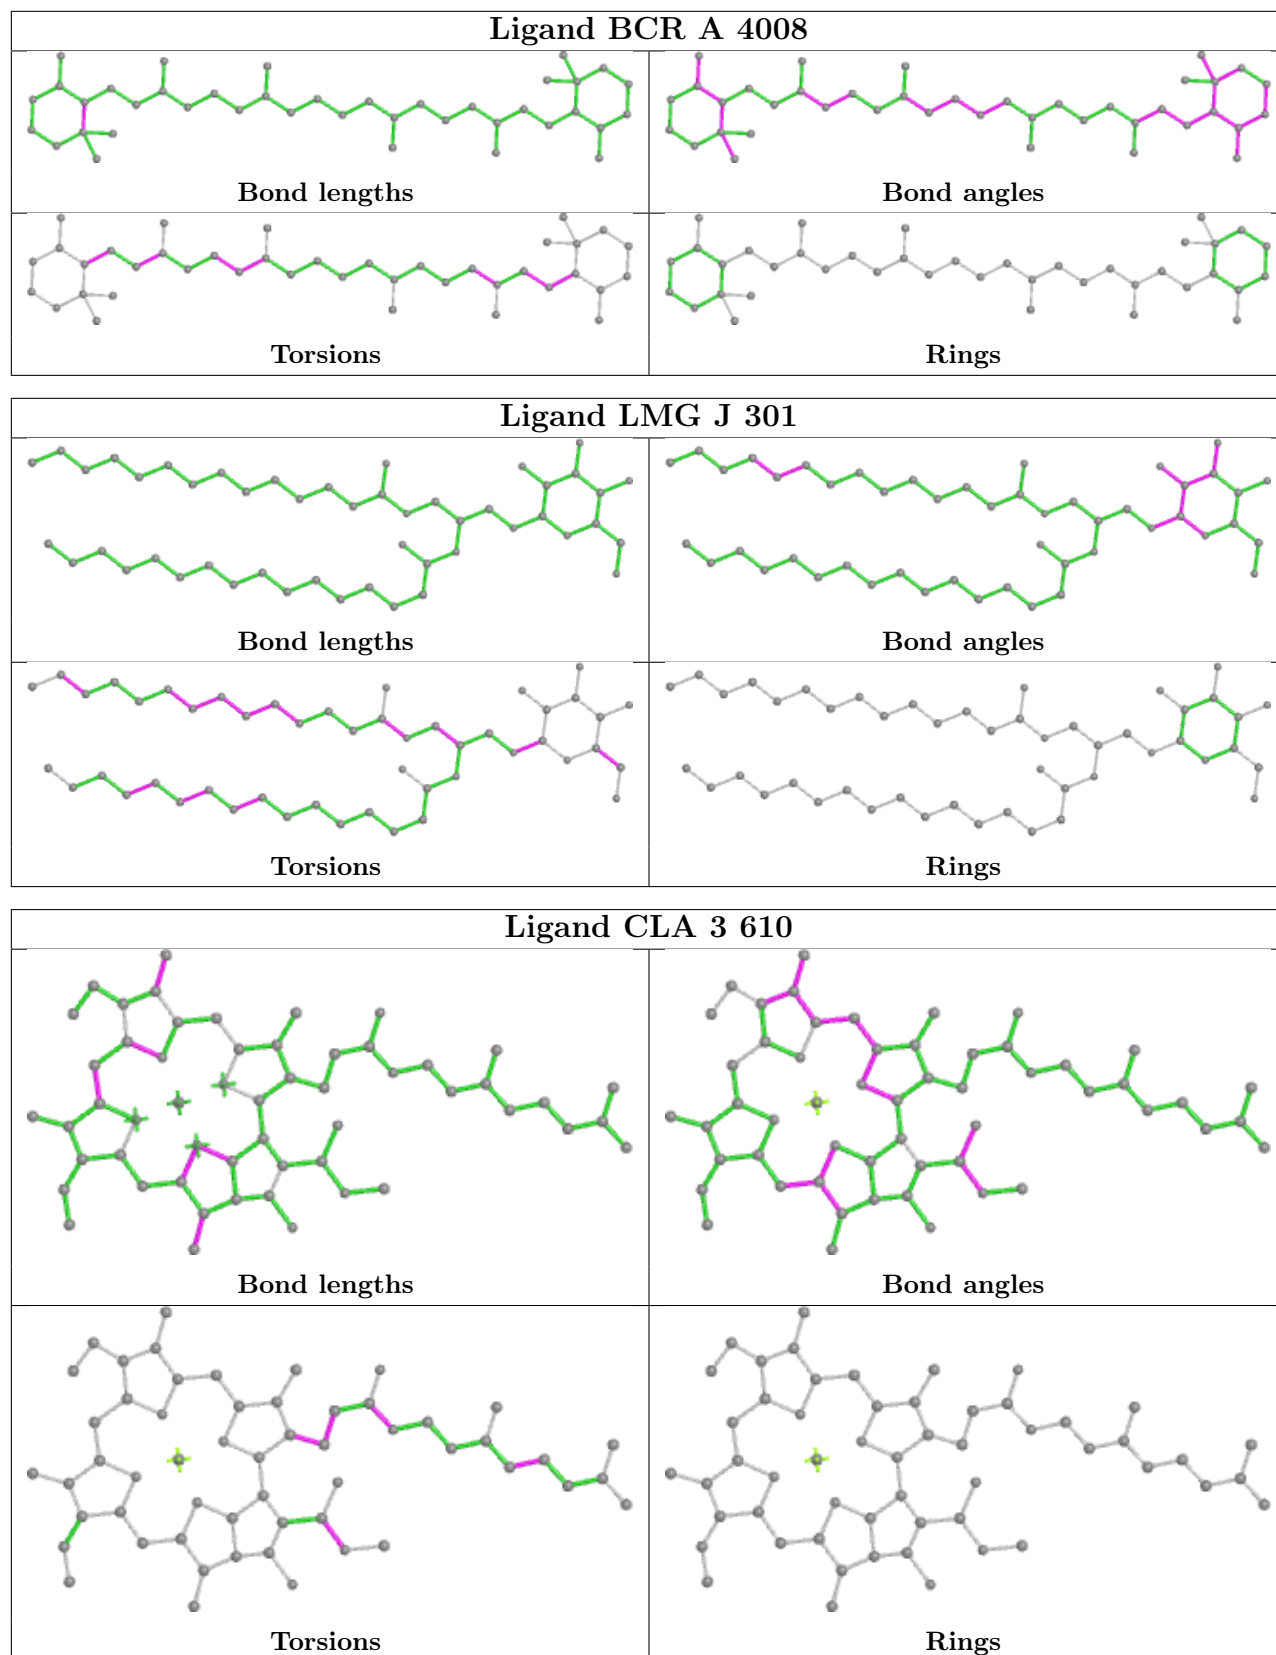 Ligand BCR A 4008
Bond lengths
Bond angles
Torsions
Rings
Ligand LMG J 301
Bond lengths
Bond angles
Torsions
Rings
Ligand CLA 3 610
Bond lengths
Bond angles
Torsions
Rings